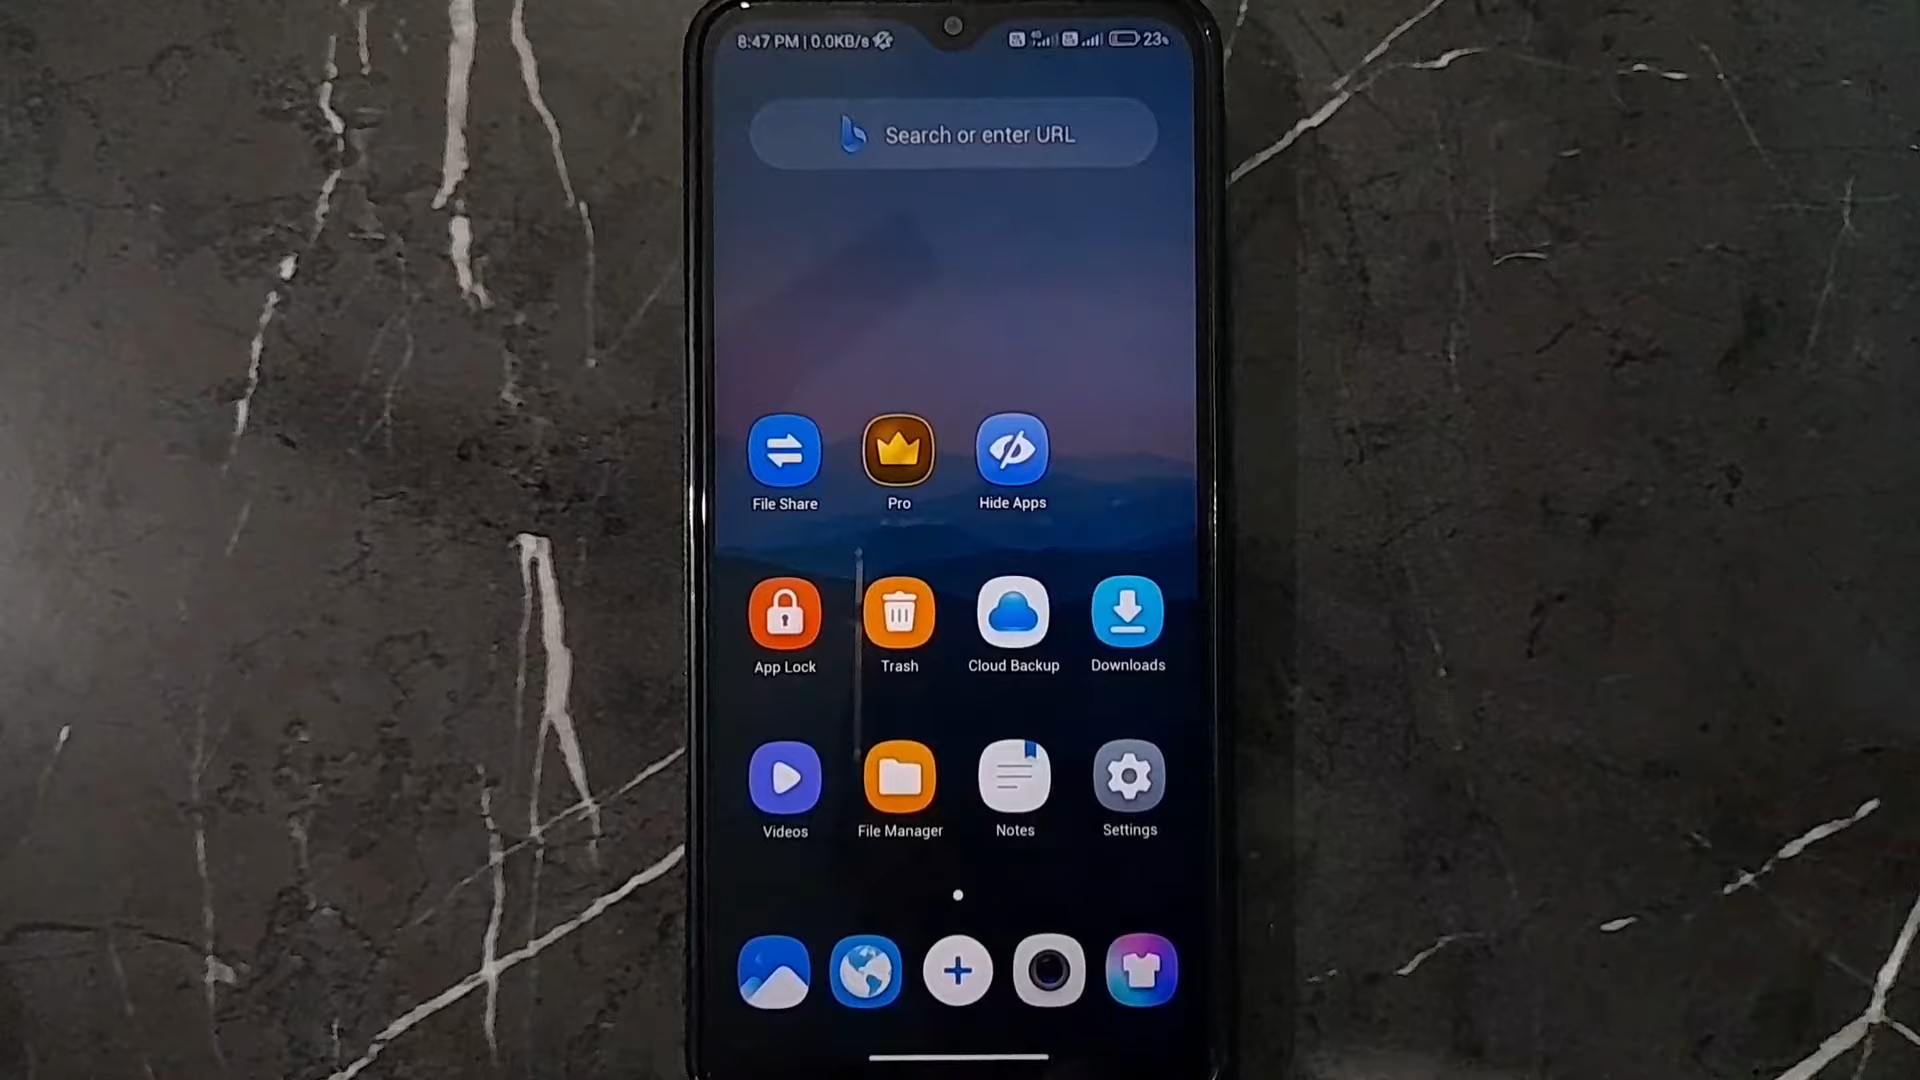 8:47 PM | 0.0KB/s
23%
Search or enter URL
File Share
Pro
Hide Apps
App Lock
Trash
Cloud Backup
Downloads
Videos
File Manager
Notes
Settings